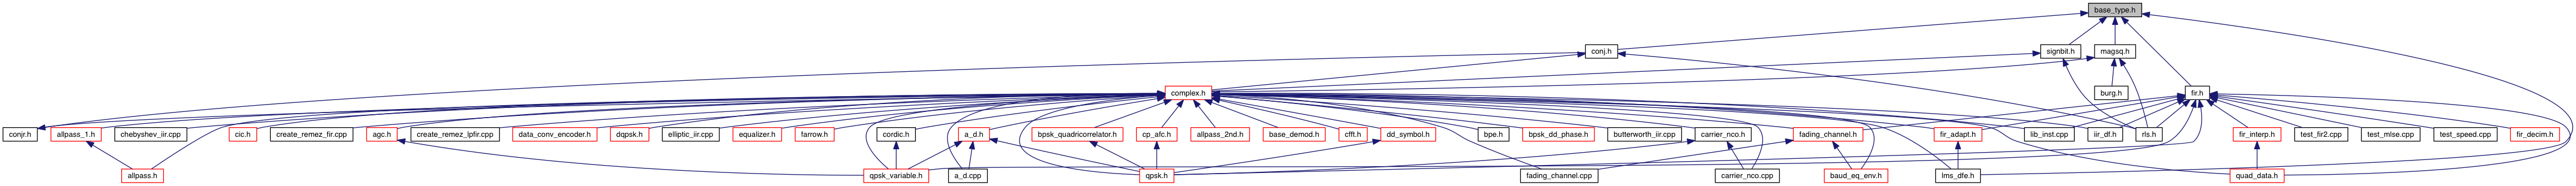 base_type.h
conj.h
signbit.h
magsq.h
complex.h
burg.h
fir.h
conjr.h
allpass_1.h
chebyshev_iir.cpp
cic.h
create_remez_fir.cpp
agc.h
create_remez_lpfir.cpp
data_conv_encoder.h
dqpsk.h
elliptic_iir.cpp
equalizer.h
farrow.h
cordic.h
a_d.h
bpsk_quadricorrelator.h
cp_afc.h
allpass_2nd.h
base_demod.h
cfft.h
dd_symbol.h
bpe.h
bpsk_dd_phase.h
butterworth_iir.cpp
carrier_nco.h
fading_channel.h
fir_adapt.h
lib_inst.cpp
iir_df.h
rls.h
fir_interp.h
test_fir2.cpp
test_mlse.cpp
test_speed.cpp
fir_decim.h
allpass.h
qpsk_variable.h
a_d.cpp
qpsk.h
fading_channel.cpp
carrier_nco.cpp
baud_eq_env.h
lms_dfe.h
quad_data.h